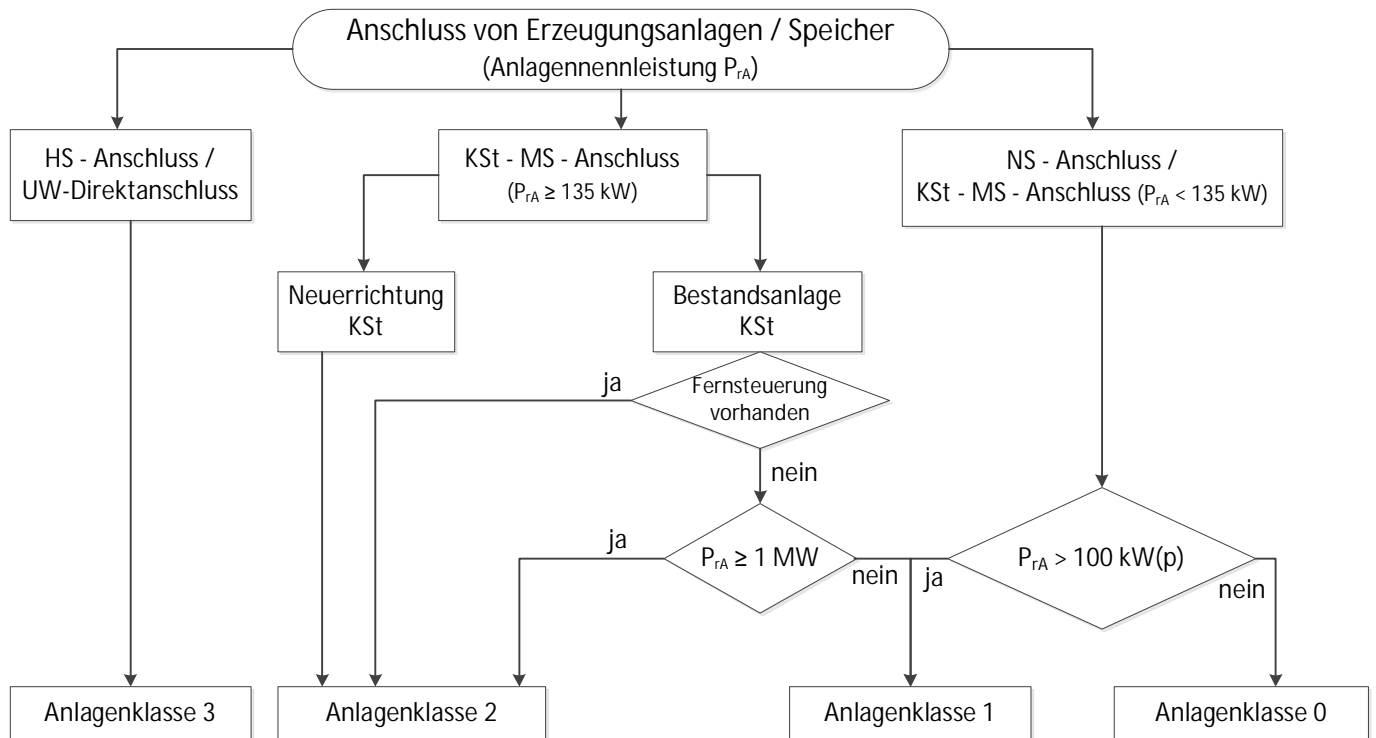 Anschluss von Erzeugungsanlagen / Speicher
(Anlagennennleistung PrA)
HS - Anschluss /
UW-Direktanschluss
KSt - MS - Anschluss
(PrA ≥ 135 kW)
NS - Anschluss /
KSt - MS - Anschluss (PrA < 135 kW)
Neuerrichtung
KSt
Bestandsanlage
KSt
ja
Fernsteuerung
vorhanden
nein
ja
PrA ≥ 1 MW
nein
ja
PrA > 100 kW(p)
nein
Anlagenklasse 3
Anlagenklasse 2
Anlagenklasse 1
Anlagenklasse 0